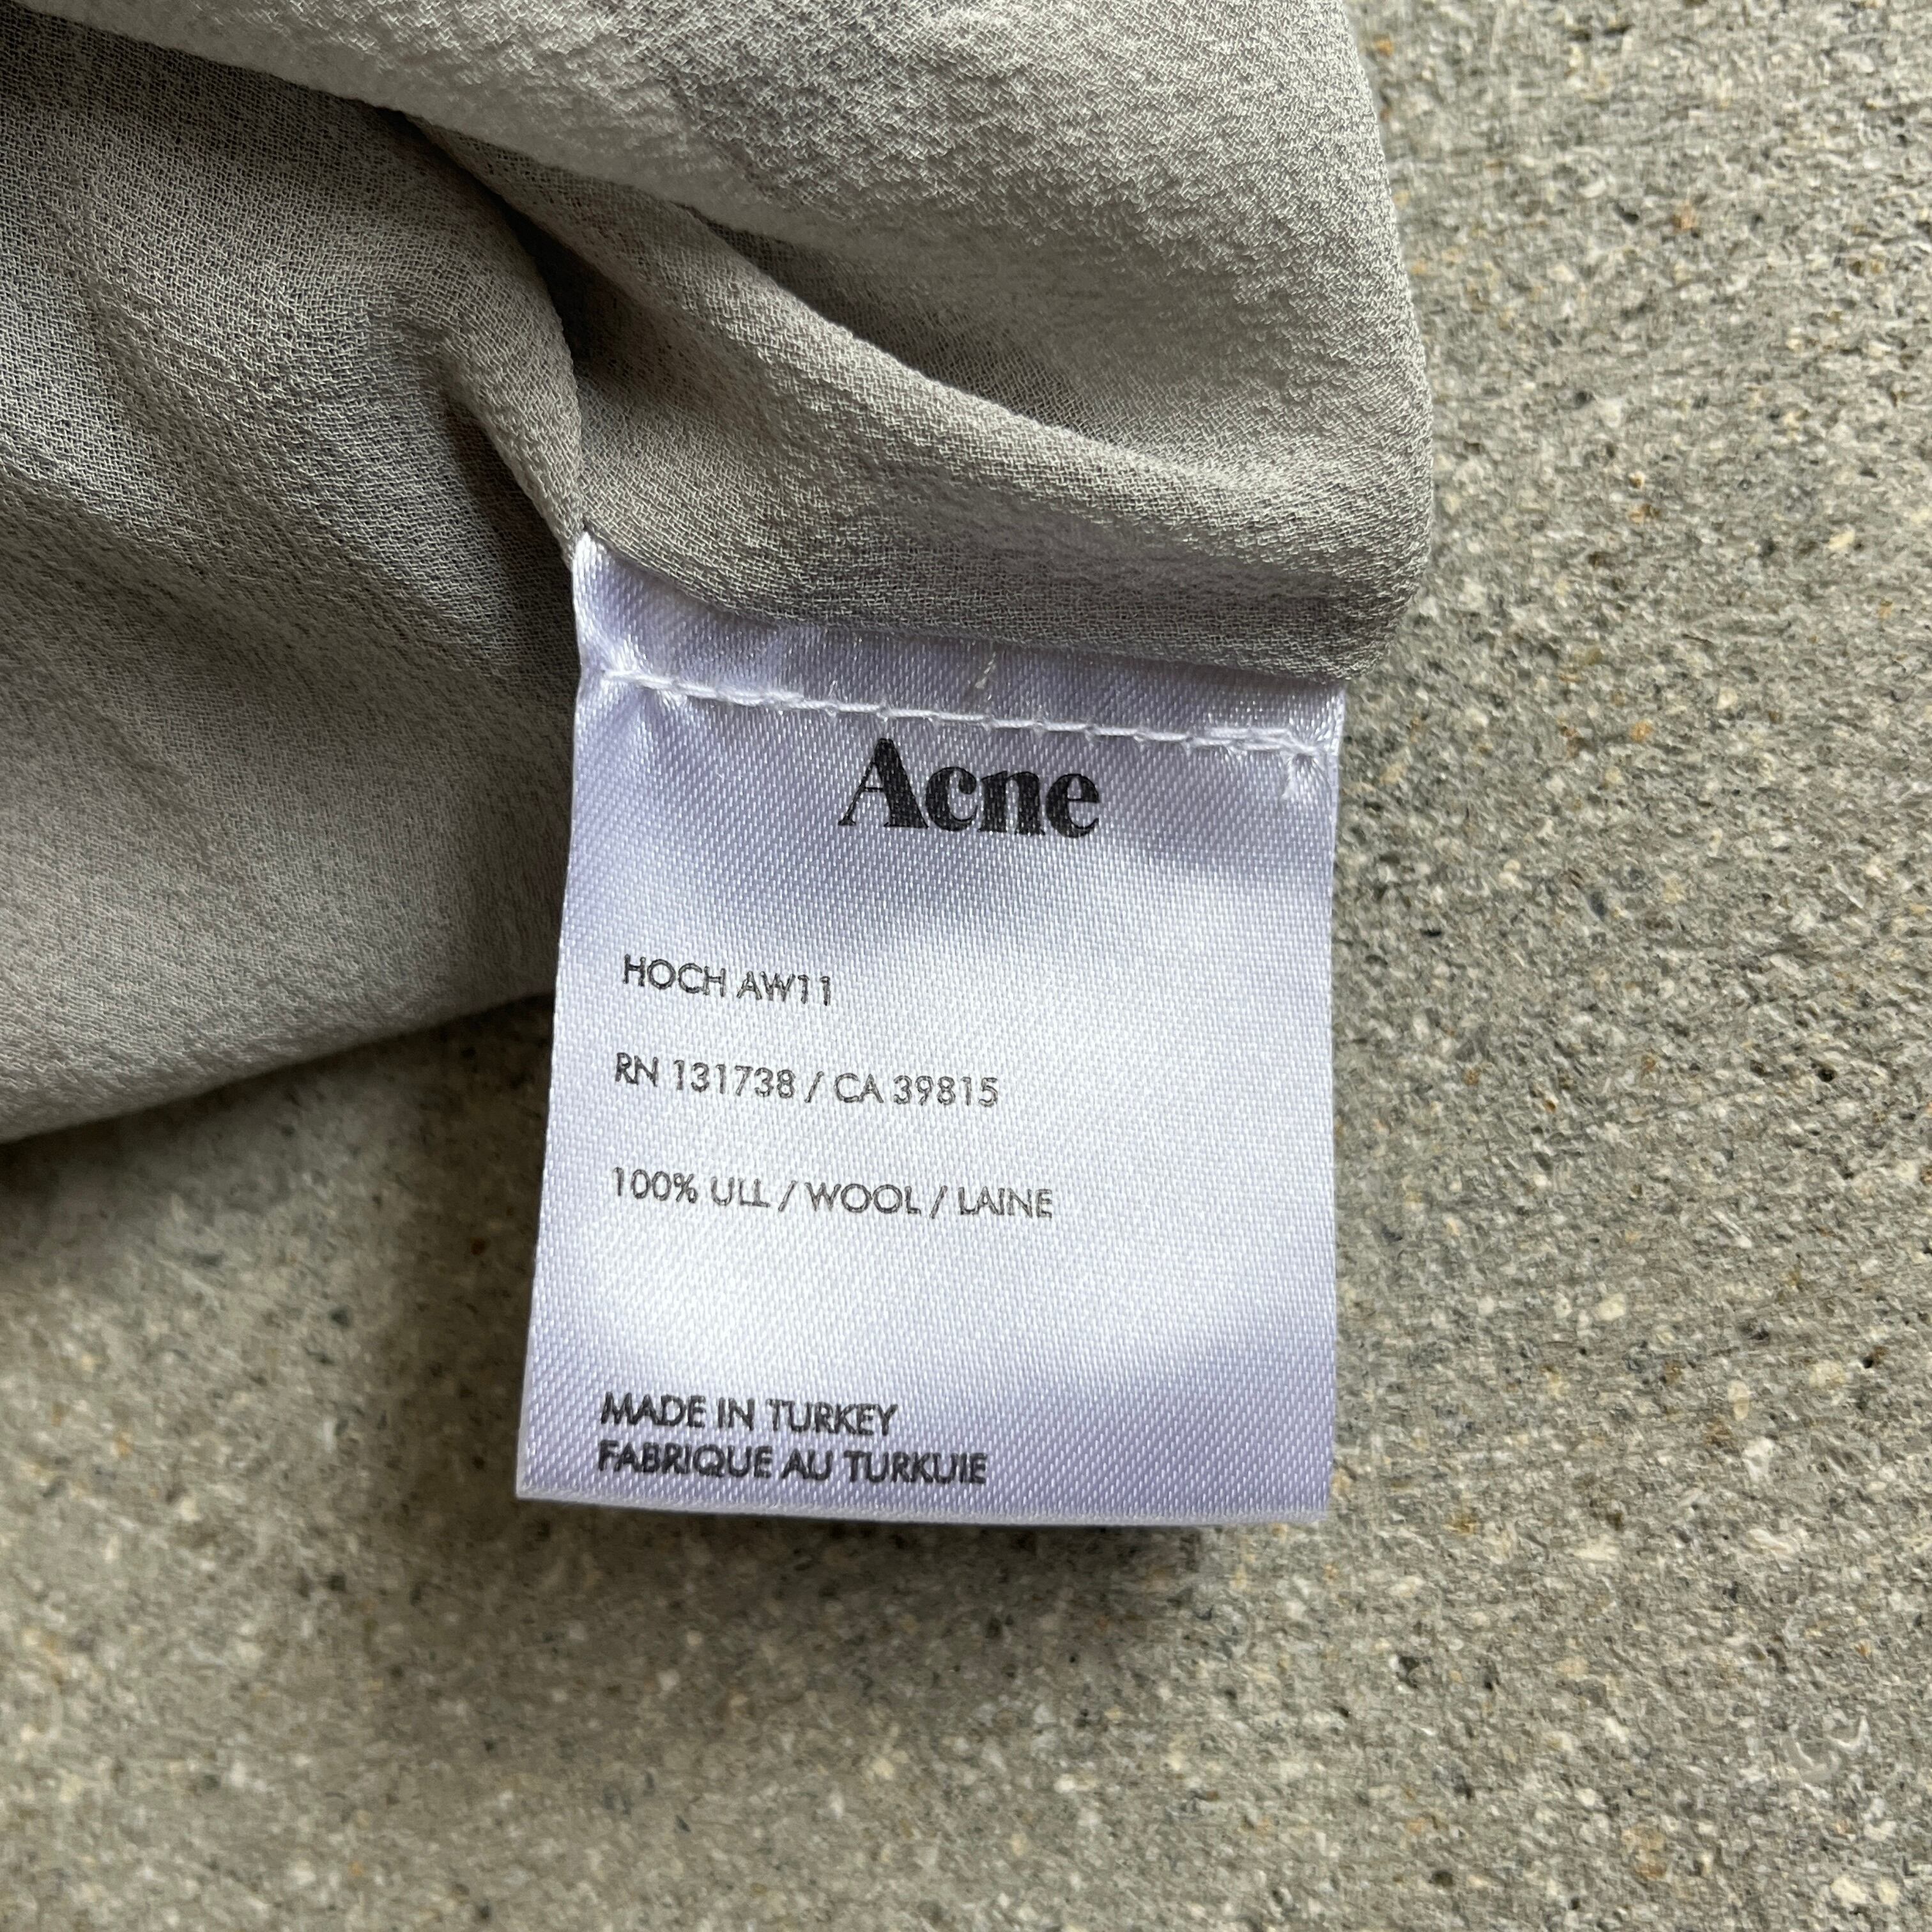 Acne
HOCH AW11
RN 131738 / CA 39815
100% ULL / WOOL / LAINE
MADE IN TURKEY
FABRIQUE AU TURKUIE